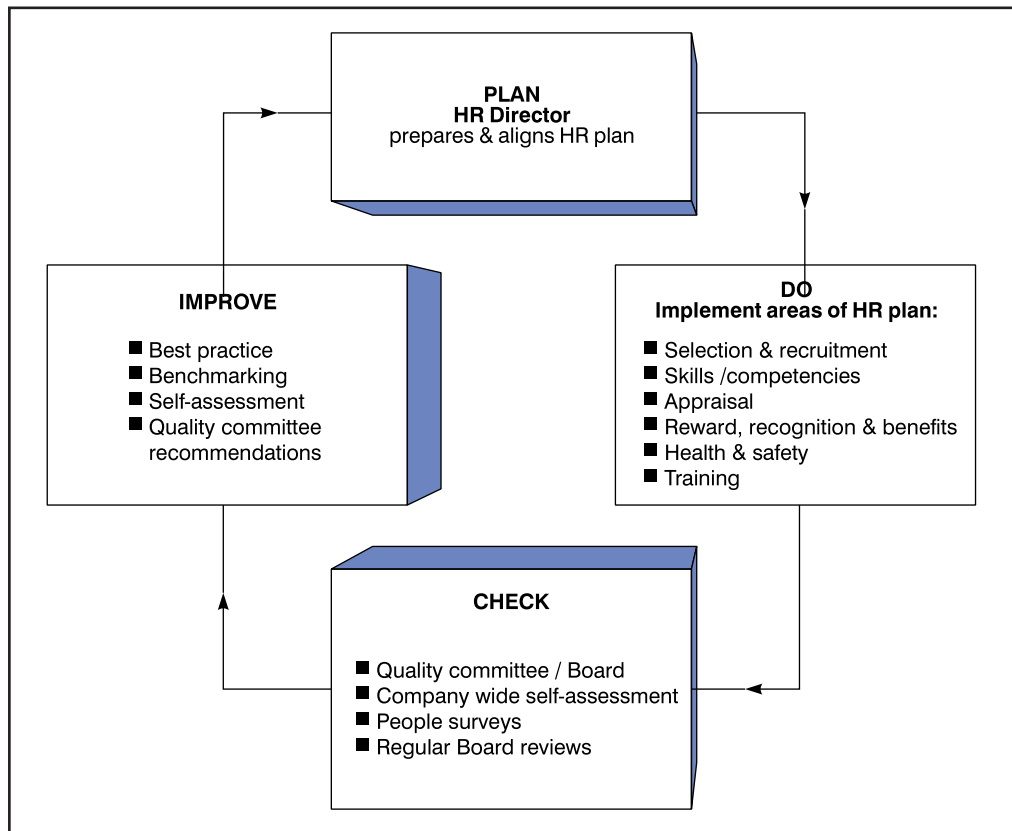 PLAN
HR Director
prepares & aligns HR plan
DO
Implement areas of HR plan:
■ Selection & recruitment
■ Skills /competencies
■ Appraisal
■ Reward, recognition & benefits
■ Health & safety
■ Training
CHECK
■ Quality committee / Board
■ Company wide self-assessment
■ People surveys
■ Regular Board reviews
IMPROVE
■ Best practice
■ Benchmarking
■ Self-assessment
■ Quality committee
recommendations